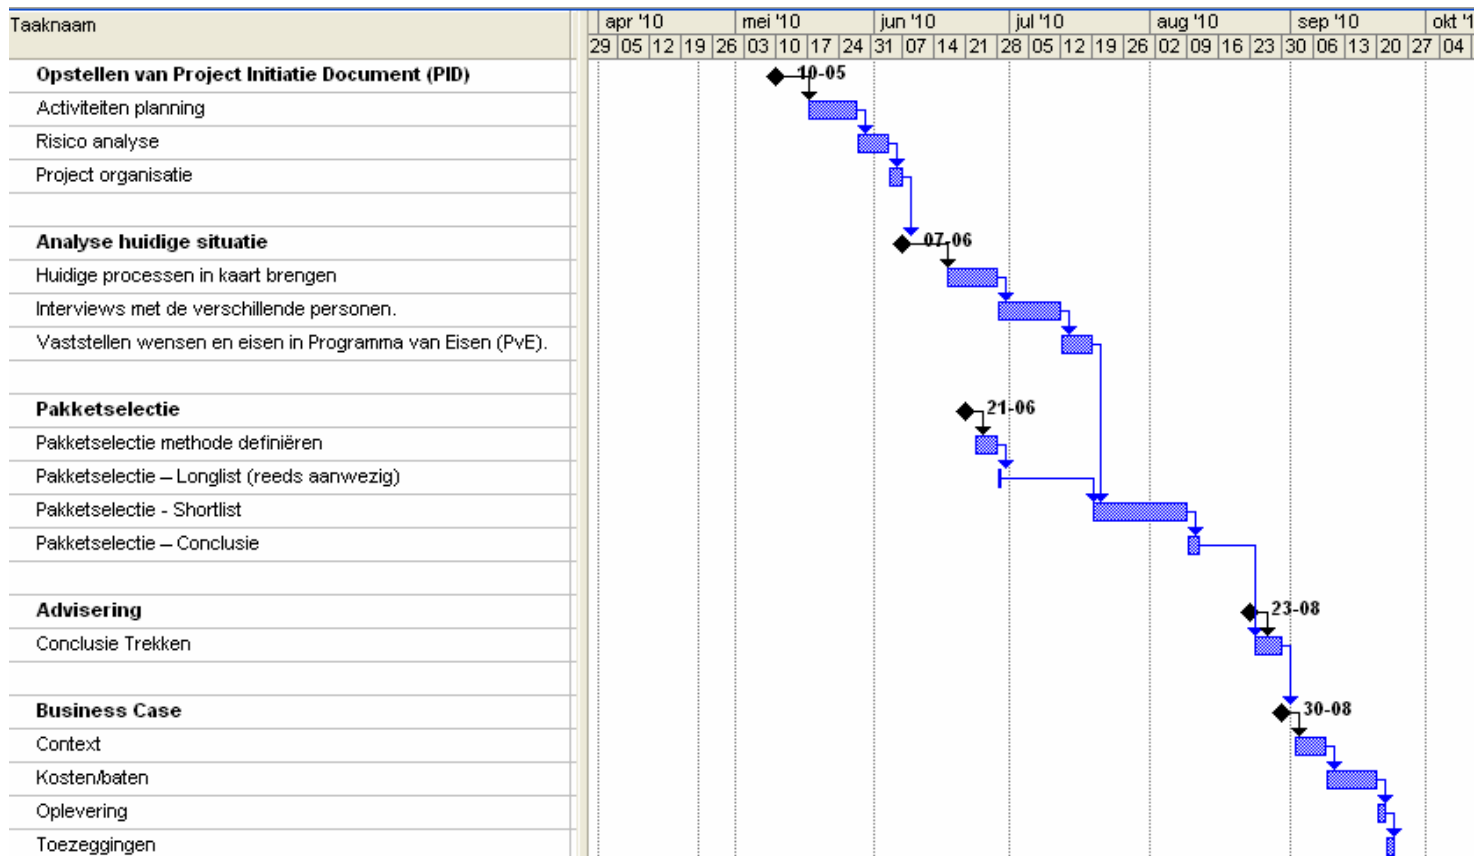 Taaknaam
apr '10 mei '10 jun '10 jul '10 aug '10 sep '10 okt '1
29 05 12 19 26 03 10 17 24 31 07 14 21 28 05 12 19 26 02 09 16 23 30 06 13 20 27 04
Opstellen van Project Initiatie Document (PID) 10-05
Activiteiten planning
Risico analyse
Project organisatie
Analyse huidige situatie 07-06
Huidige processen in kaart brengen
Interviews met de verschillende personen.
Vaststellen wensen en eisen in Programma van Eisen (PvE).
Pakketselectie 21-06
Pakketselectie methode definiëren
Pakketselectie – Longlist (reeds aanwezig)
Pakketselectie - Shortlist
Pakketselectie – Conclusie
Advisering 23-08
Conclusie Trekken
Business Case 30-08
Context
Kosten/baten
Oplevering
Toezeggingen